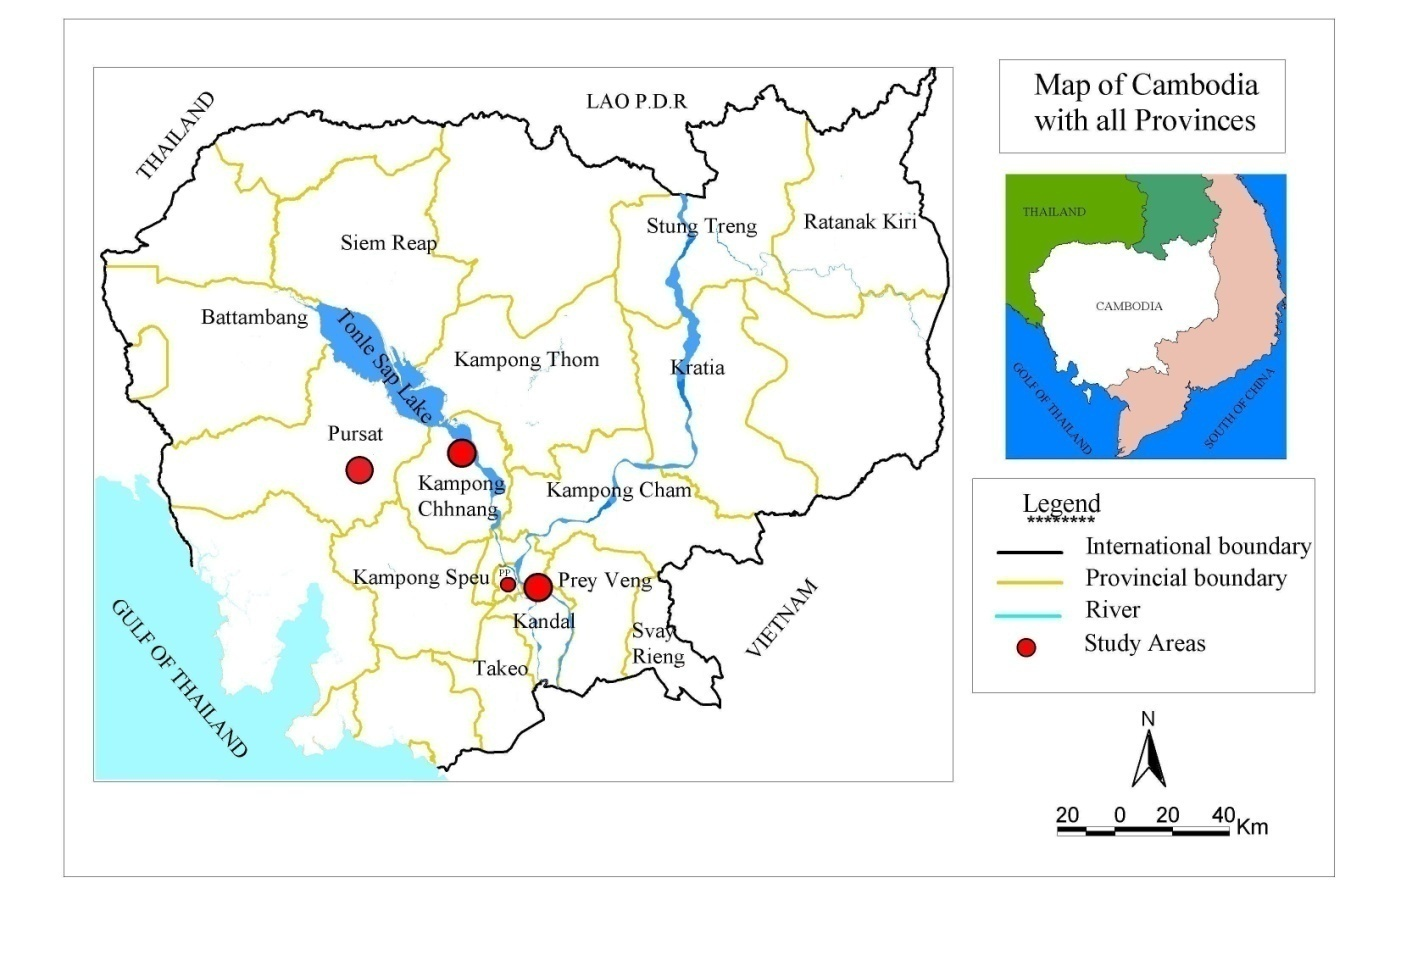 Map of Cambodia
with all Provinces
THAILAND
LAO P.D.R
Stung Treng
Ratanak Kiri
Siem Reap
Battambang
Tonle Sap Lake
Kampong Thom
Kratia
Pursat
Kampong
Chhnang
Kampong Cham
Kampong Speu
PP
Prey Veng
Kandal
Svay
Rieng
Takeo
VIETNAM
GULF OF THAILAND
THAILAND
CAMBODIA
GOLF OF THAILAND
SOUTH OF CHINA
Legend
********
International boundary
Provincial boundary
River
Study Areas
N
20 0 20 40 Km